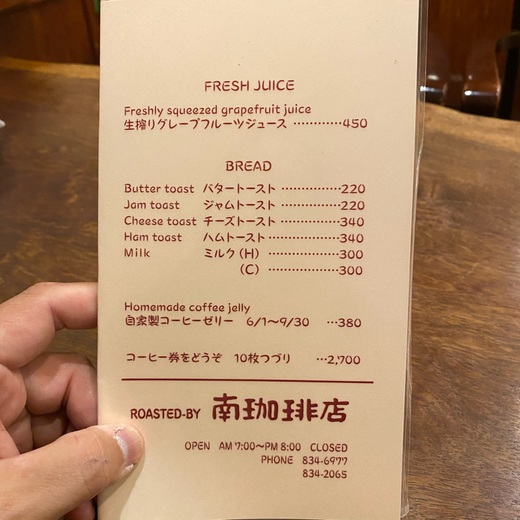 FRESH JUICE
Freshly squeezed grapefruit juice
生搾りグレープフルーツジュース …………450
BREAD
Butter toast バタートースト ……………220
Jam toast ジャムトースト ……………220
Cheese toast チーズトースト ……………340
Ham toast ハムトースト ………………340
Milk ミルク(H) ………………300
(C) ………………300
Homemade coffee jelly
自家製コーヒーゼリー 6/1〜9/30 …380
コーヒー券をどうぞ 10枚つづり …2,700
ROASTED-BY 南珈琲店
OPEN AM 7:00〜PM 8:00 CLOSED
PHONE 834-6977
834-2065